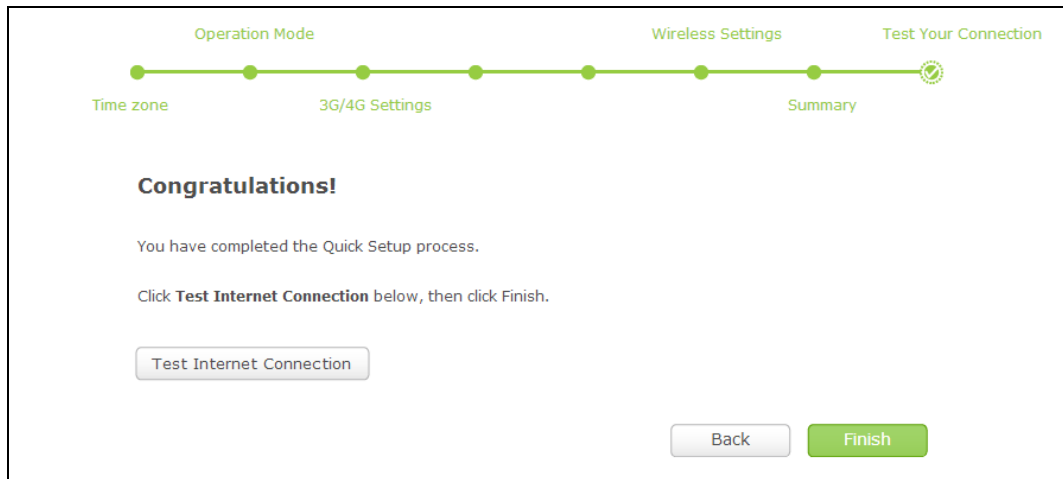 Operation Mode Wireless Settings Test Your Connection
Time zone 3G/4G Settings Summary
Congratulations!
You have completed the Quick Setup process.
Click Test Internet Connection below, then click Finish.
Test Internet Connection
Back Finish